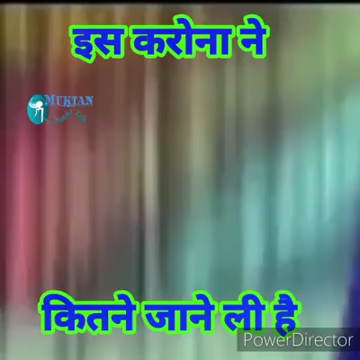 इस करोना ने
MUKTAN
कितने जाने ली है
PowerDirector